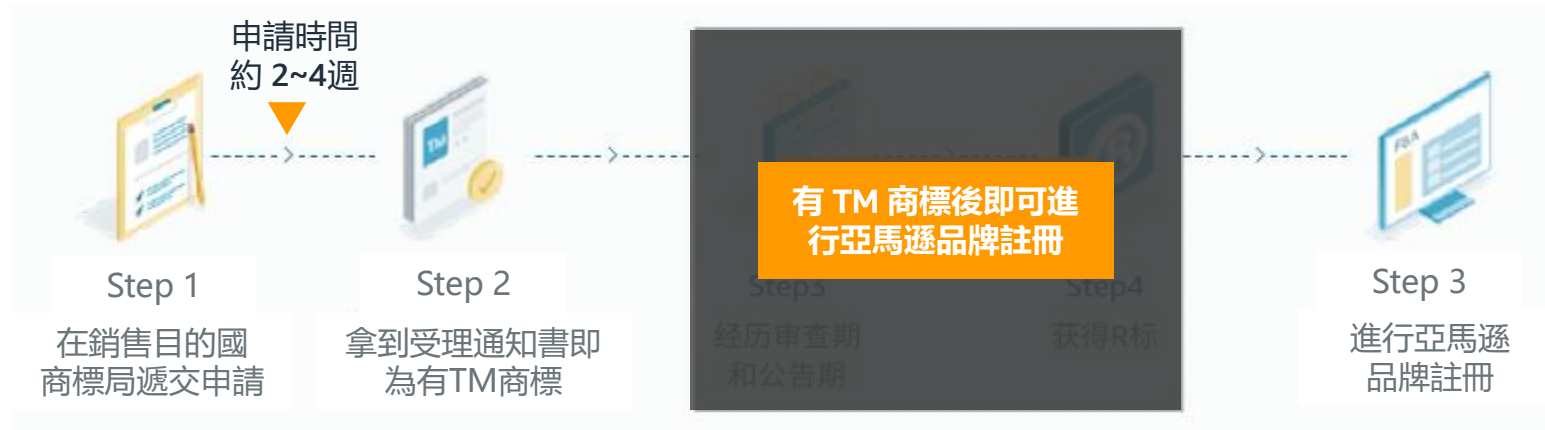 申請時間
約 2~4週
TM
FBA
有 TM 商標後即可進
行亞馬遜品牌註冊
Step 1
Step 2
Step3
Step4
Step 3
在銷售目的國
商標局遞交申請
拿到受理通知書即
為有TM商標
经历审查期
和公告期
获得R标
進行亞馬遜
品牌註冊